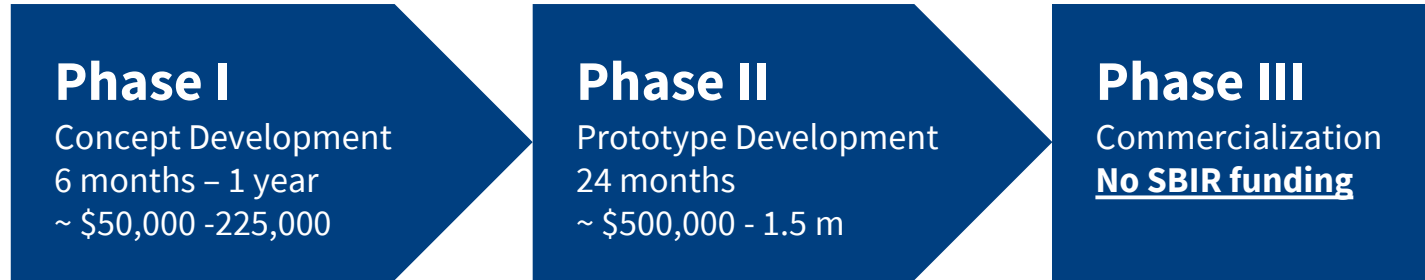 Phase I
Concept Development
6 months – 1 year
~ $50,000 -225,000
Phase II
Prototype Development
24 months
~ $500,000 - 1.5 m
Phase III
Commercialization
No SBIR funding